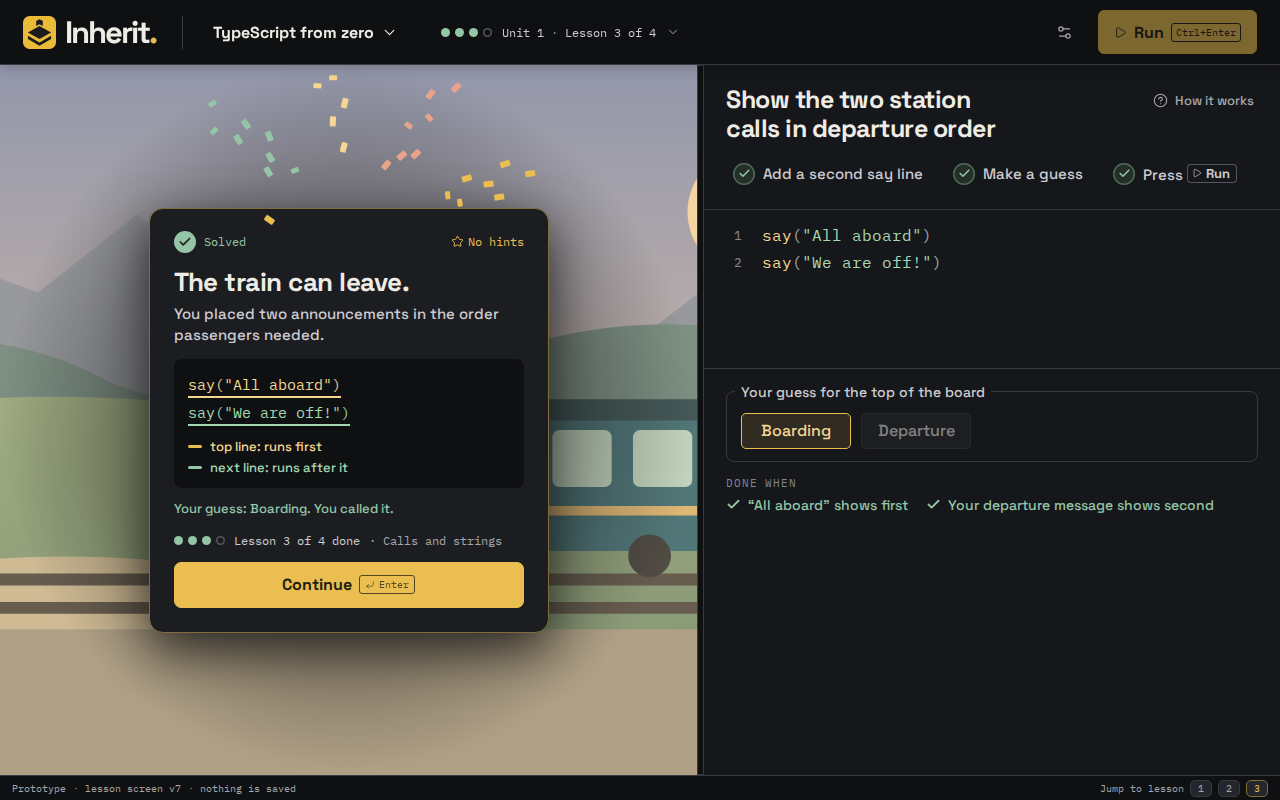 Inherit.
TypeScript from zero
Unit 1 · Lesson 3 of 4
Run Ctrl+Enter
Solved
No hints
The train can leave.
You placed two announcements in the order
passengers needed.
say("All aboard")
say("We are off!")
top line: runs first
next line: runs after it
Your guess: Boarding. You called it.
Lesson 3 of 4 done · Calls and strings
Continue Enter
Show the two station
calls in departure order
How it works
Add a second say line
Make a guess
Press Run
1 say("All aboard")
2 say("We are off!")
Your guess for the top of the board
Boarding
Departure
DONE WHEN
“All aboard” shows first
Your departure message shows second
Prototype · lesson screen v7 · nothing is saved
Jump to lesson 1 2 3